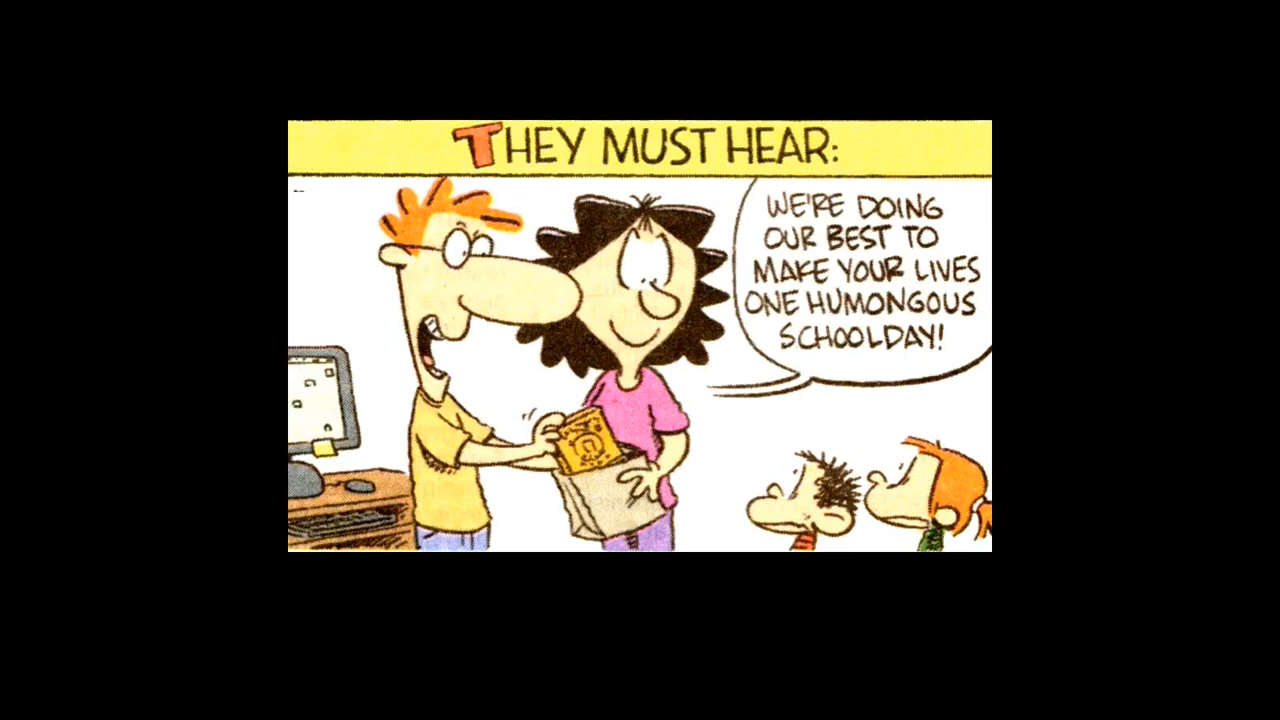 THEY MUST HEAR:
WE'RE DOING
OUR BEST TO
MAKE YOUR LIVES
ONE HUMONGOUS
SCHOOLDAY!